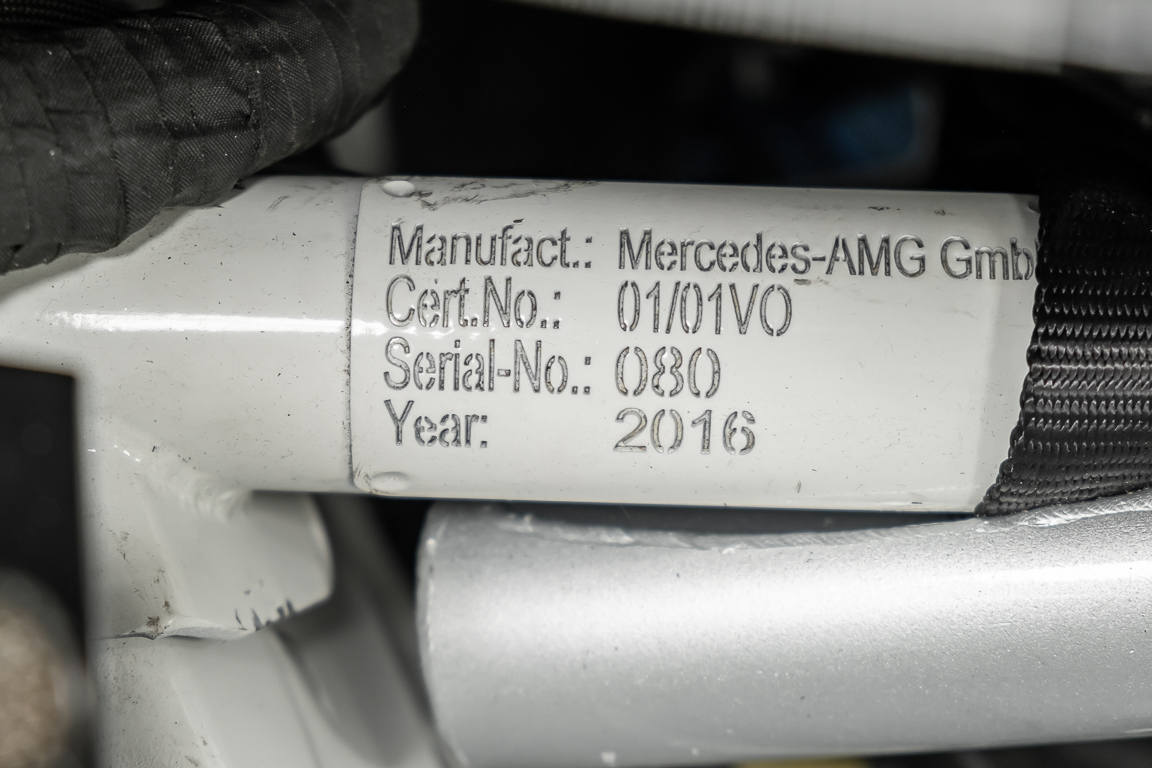 Manufact.: Mercedes-AMG Gmb
Cert.No.: 01/01VO
Serial-No.: 080
Year: 2016